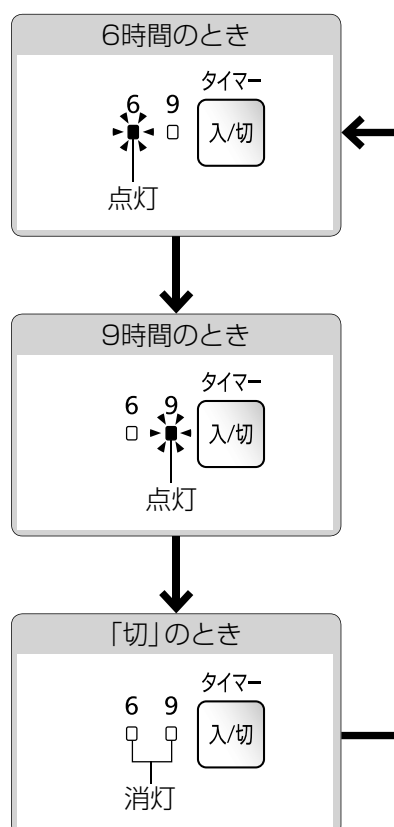 6時間のとき
タイマー
6 9 入/切
点灯
9時間のとき
タイマー
6 9 入/切
点灯
「切」のとき
タイマー
6 9 入/切
消灯